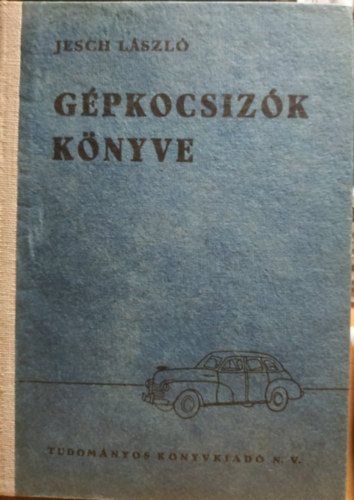 JESCH LÁSZLÓ
GÉPKOCSIZÓK
KÖNYVE
TUDOMÁNYOS KÖNYVKIADÓ N. V.